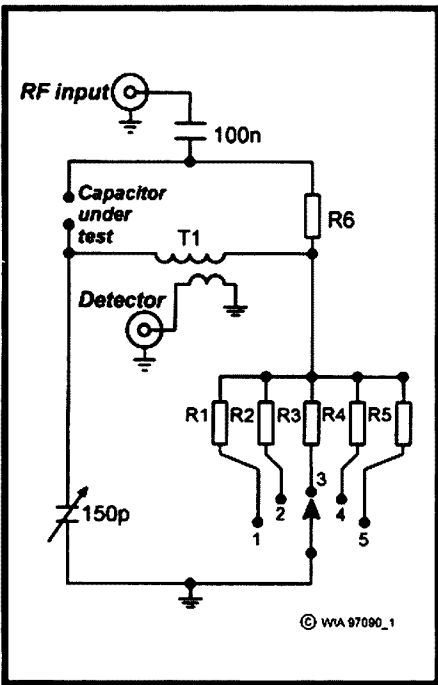 RF input
100n
Capacitor
under
test
R6
T1
Detector
R1 R2 R3 R4 R5
3
2 4
1 5
150p
© WIA 97090_1